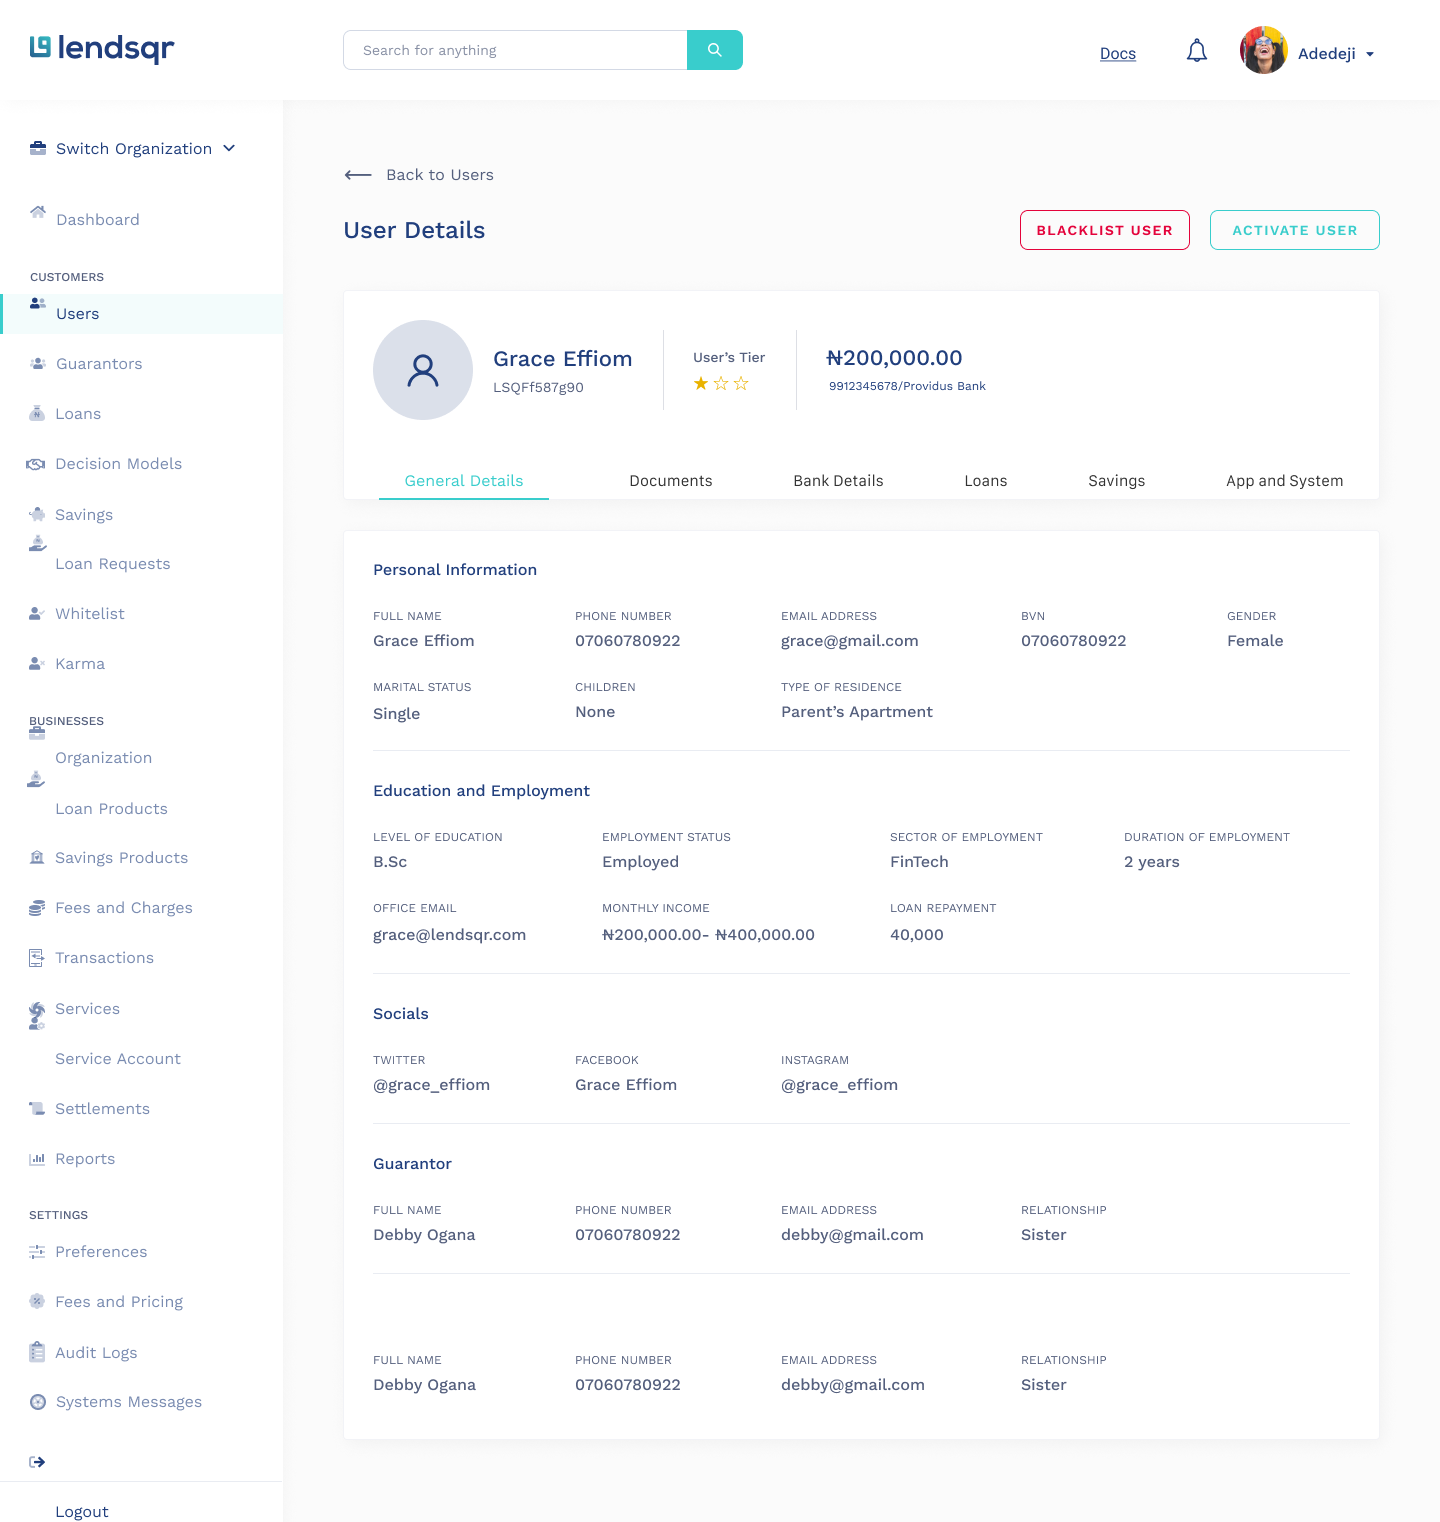 lendsqr
Search for anything
Docs
Adedeji
Switch Organization
Dashboard
CUSTOMERS
Users
Guarantors
Loans
Decision Models
Savings
Loan Requests
Whitelist
Karma
BUSINESSES
Organization
Loan Products
Savings Products
Fees and Charges
Transactions
Services
Service Account
Settlements
Reports
SETTINGS
Preferences
Fees and Pricing
Audit Logs
Systems Messages
Logout
Back to Users
User Details
BLACKLIST USER
ACTIVATE USER
Grace Effiom
LSQFf587g90
User’s Tier
₦200,000.00
9912345678/Providus Bank
General Details
Documents
Bank Details
Loans
Savings
App and System
Personal Information
FULL NAME
Grace Effiom
PHONE NUMBER
07060780922
EMAIL ADDRESS
grace@gmail.com
BVN
07060780922
GENDER
Female
MARITAL STATUS
Single
CHILDREN
None
TYPE OF RESIDENCE
Parent’s Apartment
Education and Employment
LEVEL OF EDUCATION
B.Sc
EMPLOYMENT STATUS
Employed
SECTOR OF EMPLOYMENT
FinTech
DURATION OF EMPLOYMENT
2 years
OFFICE EMAIL
grace@lendsqr.com
MONTHLY INCOME
₦200,000.00- ₦400,000.00
LOAN REPAYMENT
40,000
Socials
TWITTER
@grace_effiom
FACEBOOK
Grace Effiom
INSTAGRAM
@grace_effiom
Guarantor
FULL NAME
Debby Ogana
PHONE NUMBER
07060780922
EMAIL ADDRESS
debby@gmail.com
RELATIONSHIP
Sister
FULL NAME
Debby Ogana
PHONE NUMBER
07060780922
EMAIL ADDRESS
debby@gmail.com
RELATIONSHIP
Sister